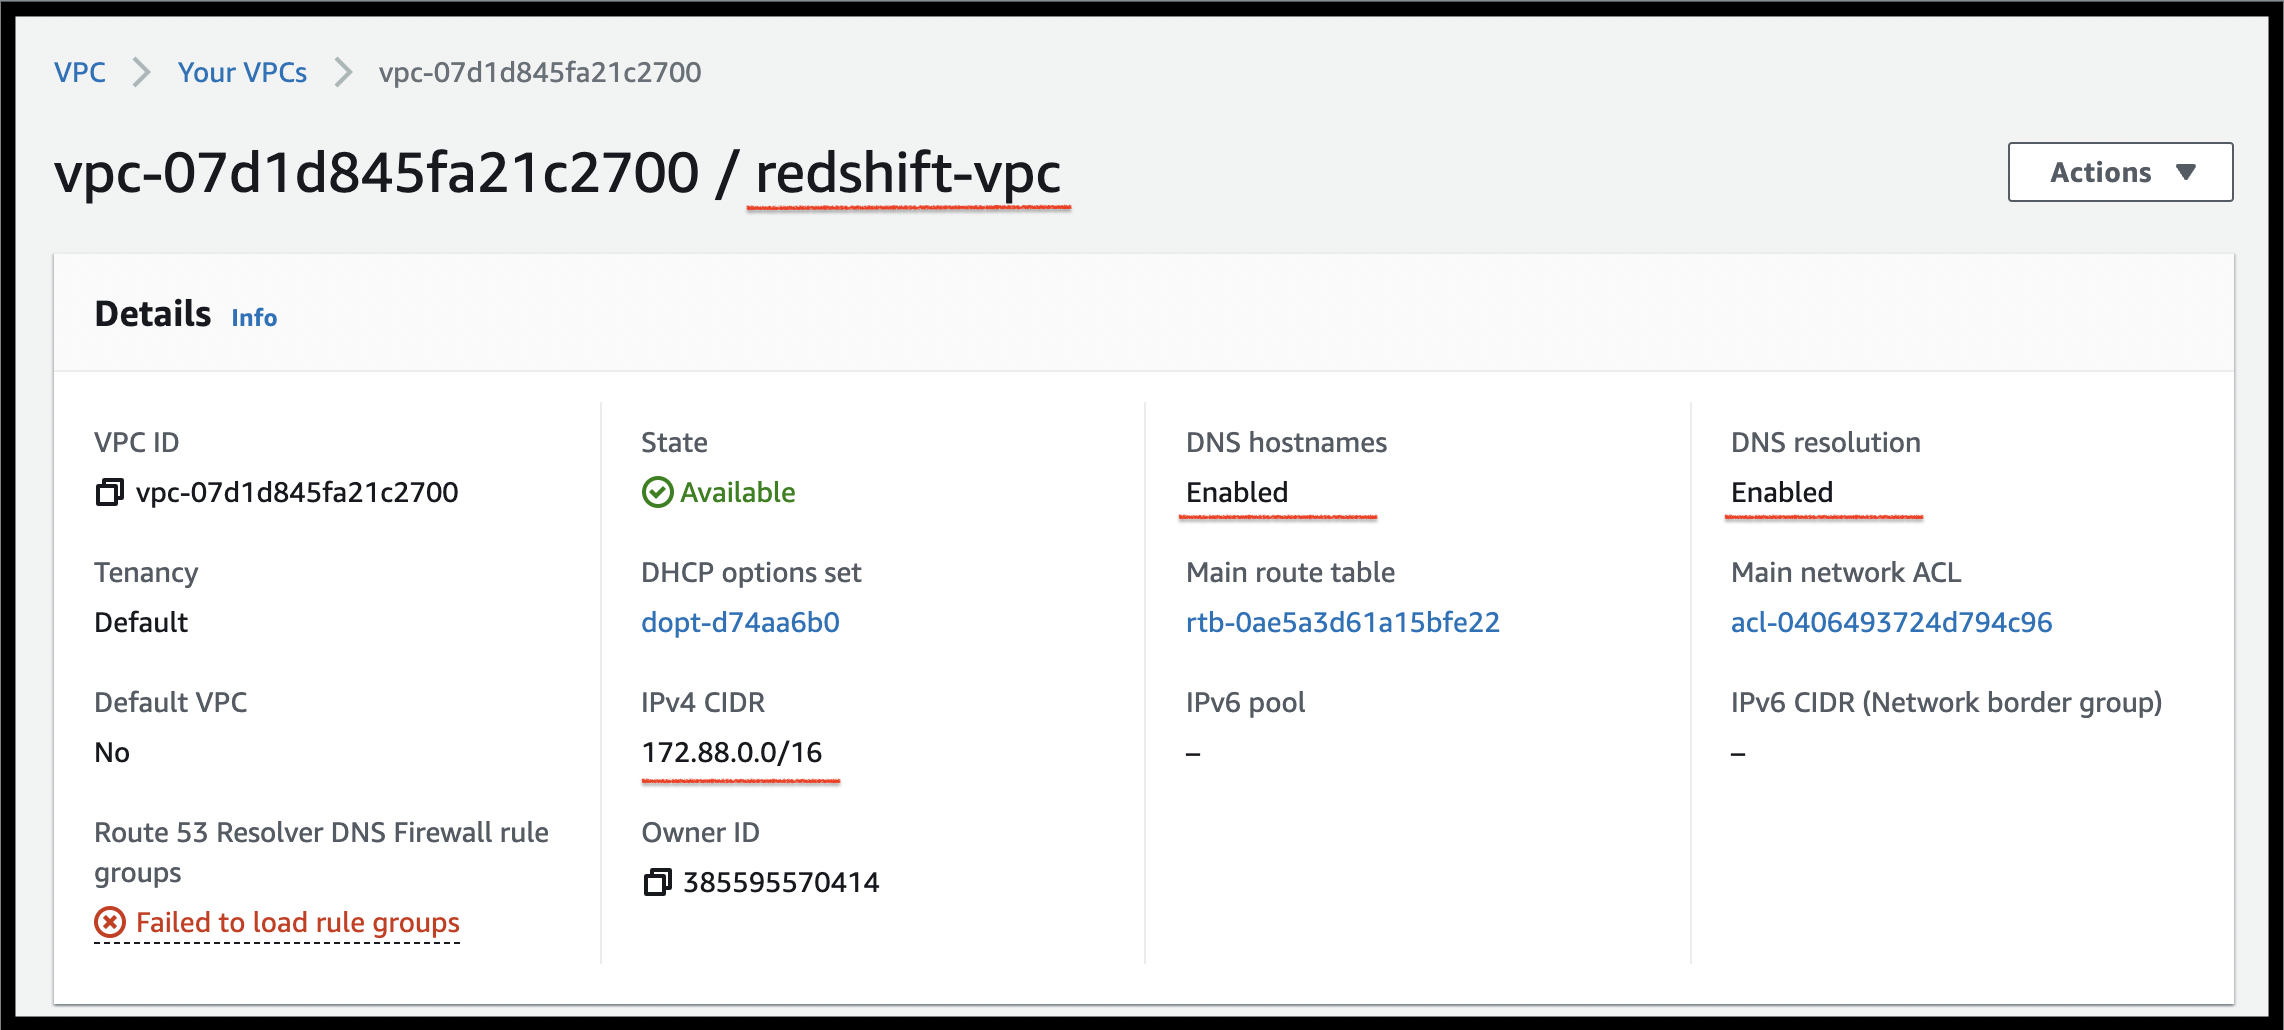 VPC > Your VPCs > vpc-07d1d845fa21c2700
vpc-07d1d845fa21c2700 / redshift-vpc
Actions ▼
Details Info
VPC ID
vpc-07d1d845fa21c2700
State
Available
DNS hostnames
Enabled
DNS resolution
Enabled
Tenancy
Default
DHCP options set
dopt-d74aa6b0
Main route table
rtb-0ae5a3d61a15bfe22
Main network ACL
acl-0406493724d794c96
Default VPC
No
IPv4 CIDR
172.88.0.0/16
IPv6 pool
–
IPv6 CIDR (Network border group)
–
Route 53 Resolver DNS Firewall rule
groups
Failed to load rule groups
Owner ID
385595570414